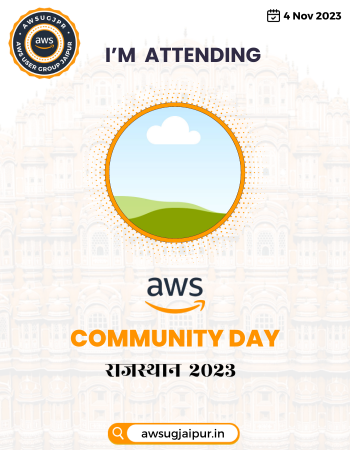 AWSUGJPR
aws
AWS USER GROUP JAIPUR
4 Nov 2023
I'M ATTENDING
aws
COMMUNITY DAY
राजस्थान 2023
awsugjaipur.in